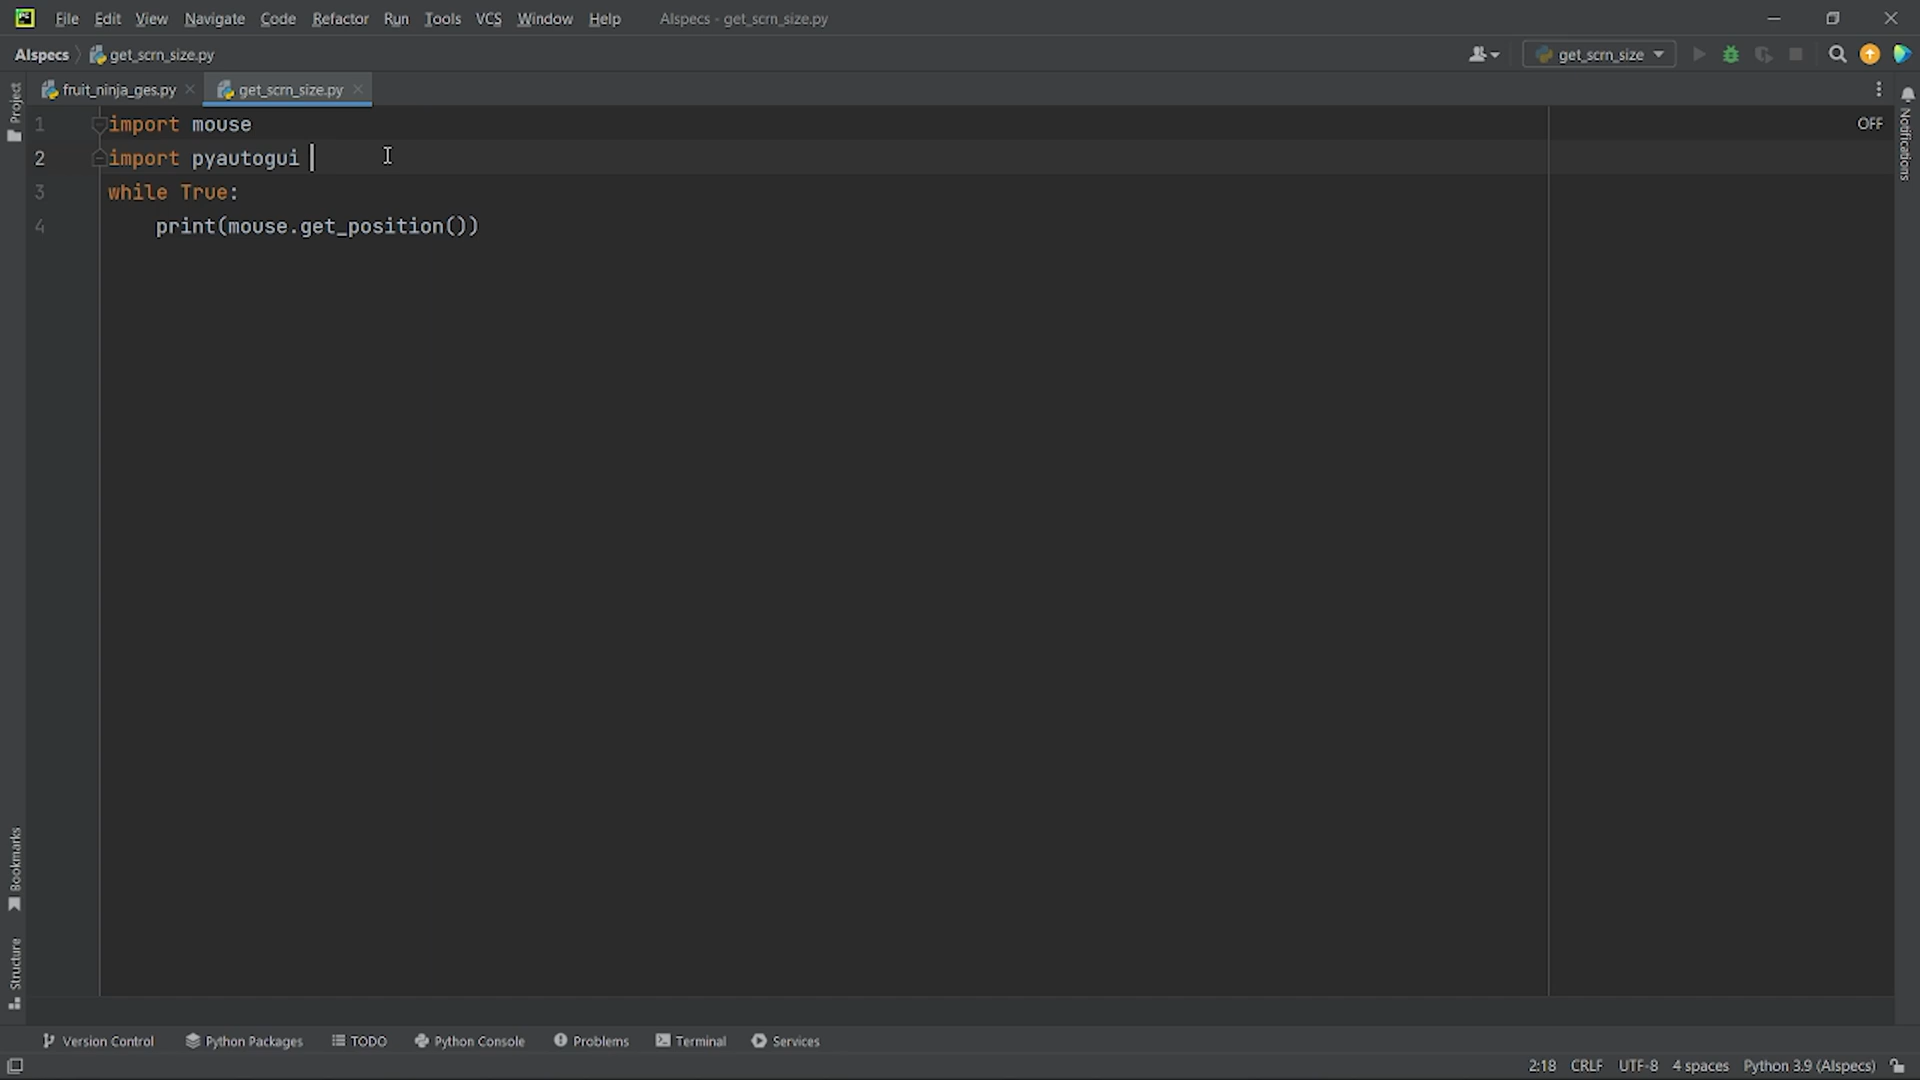 File Edit View Navigate Code Refactor Run Tools VCS Window Help AIspecs - get_scrn_size.py
AIspecs get_scrn_size.py get_scrn_size
fruit_ninja_ges.py get_scrn_size.py
Project
Notifications
OFF
1 import mouse
2 import pyautogui
3 while True:
4 print(mouse.get_position())
Bookmarks
Structure
Version Control Python Packages TODO Python Console Problems Terminal Services
2:18 CRLF UTF-8 4 spaces Python 3.9 (AIspecs)